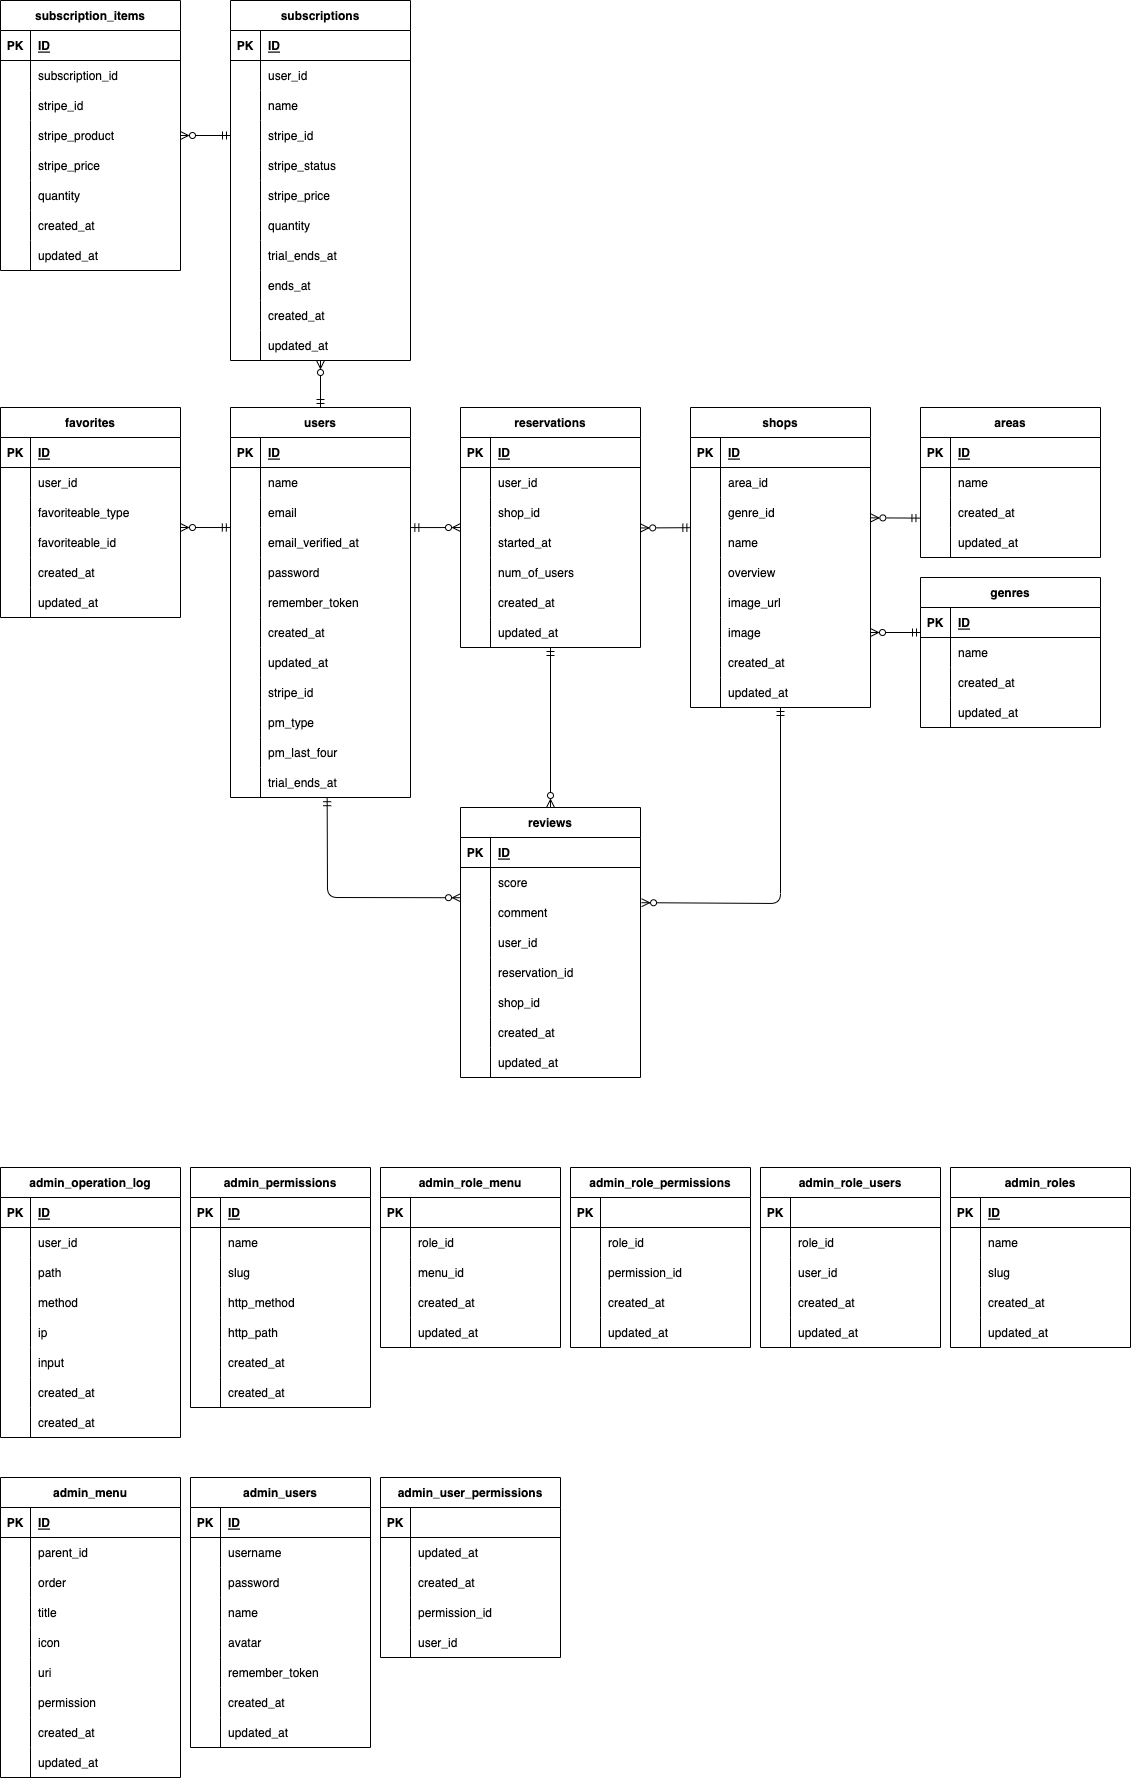 subscription_items
PK ID
subscription_id
stripe_id
stripe_product
stripe_price
quantity
created_at
updated_at
subscriptions
PK ID
user_id
name
stripe_id
stripe_status
stripe_price
quantity
trial_ends_at
ends_at
created_at
updated_at
favorites
PK ID
user_id
favoriteable_type
favoriteable_id
created_at
updated_at
users
PK ID
name
email
email_verified_at
password
remember_token
created_at
updated_at
stripe_id
pm_type
pm_last_four
trial_ends_at
reservations
PK ID
user_id
shop_id
started_at
num_of_users
created_at
updated_at
shops
PK ID
area_id
genre_id
name
overview
image_url
image
created_at
updated_at
areas
PK ID
name
created_at
updated_at
genres
PK ID
name
created_at
updated_at
reviews
PK ID
score
comment
user_id
reservation_id
shop_id
created_at
updated_at
admin_operation_log
PK ID
user_id
path
method
ip
input
created_at
created_at
admin_permissions
PK ID
name
slug
http_method
http_path
created_at
created_at
admin_role_menu
PK
role_id
menu_id
created_at
updated_at
admin_role_permissions
PK
role_id
permission_id
created_at
updated_at
admin_role_users
PK
role_id
user_id
created_at
updated_at
admin_roles
PK ID
name
slug
created_at
updated_at
admin_menu
PK ID
parent_id
order
title
icon
uri
permission
created_at
updated_at
admin_users
PK ID
username
password
name
avatar
remember_token
created_at
updated_at
admin_user_permissions
PK
updated_at
created_at
permission_id
user_id